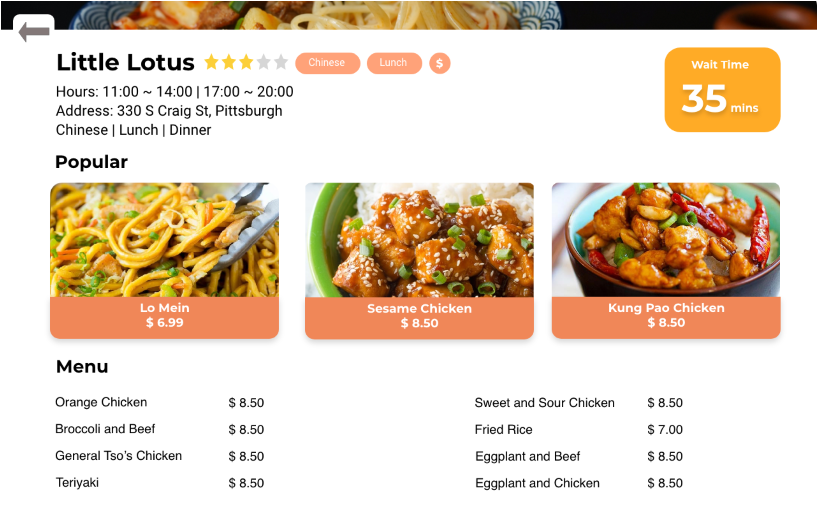 Little Lotus
Chinese
Lunch
$
Wait Time
35 mins
Hours: 11:00 ~ 14:00 | 17:00 ~ 20:00
Address: 330 S Craig St, Pittsburgh
Chinese | Lunch | Dinner
Popular
Lo Mein
$ 6.99
Sesame Chicken
$ 8.50
Kung Pao Chicken
$ 8.50
Menu
Orange Chicken $ 8.50
Broccoli and Beef $ 8.50
General Tso’s Chicken $ 8.50
Teriyaki $ 8.50
Sweet and Sour Chicken $ 8.50
Fried Rice $ 7.00
Eggplant and Beef $ 8.50
Eggplant and Chicken $ 8.50